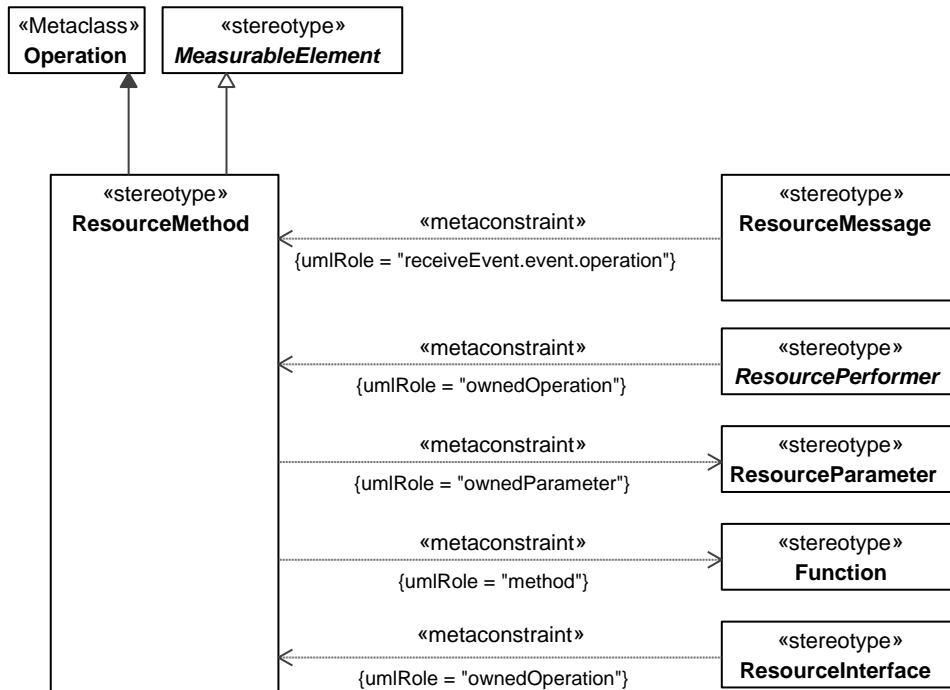 «Metaclass»
Operation
«stereotype»
MeasurableElement
«stereotype»
ResourceMethod
«metaconstraint»
{umlRole = "receiveEvent.event.operation"}
«stereotype»
ResourceMessage
«metaconstraint»
{umlRole = "ownedOperation"}
«stereotype»
ResourcePerformer
«metaconstraint»
{umlRole = "ownedParameter"}
«stereotype»
ResourceParameter
«metaconstraint»
{umlRole = "method"}
«stereotype»
Function
«metaconstraint»
{umlRole = "ownedOperation"}
«stereotype»
ResourceInterface